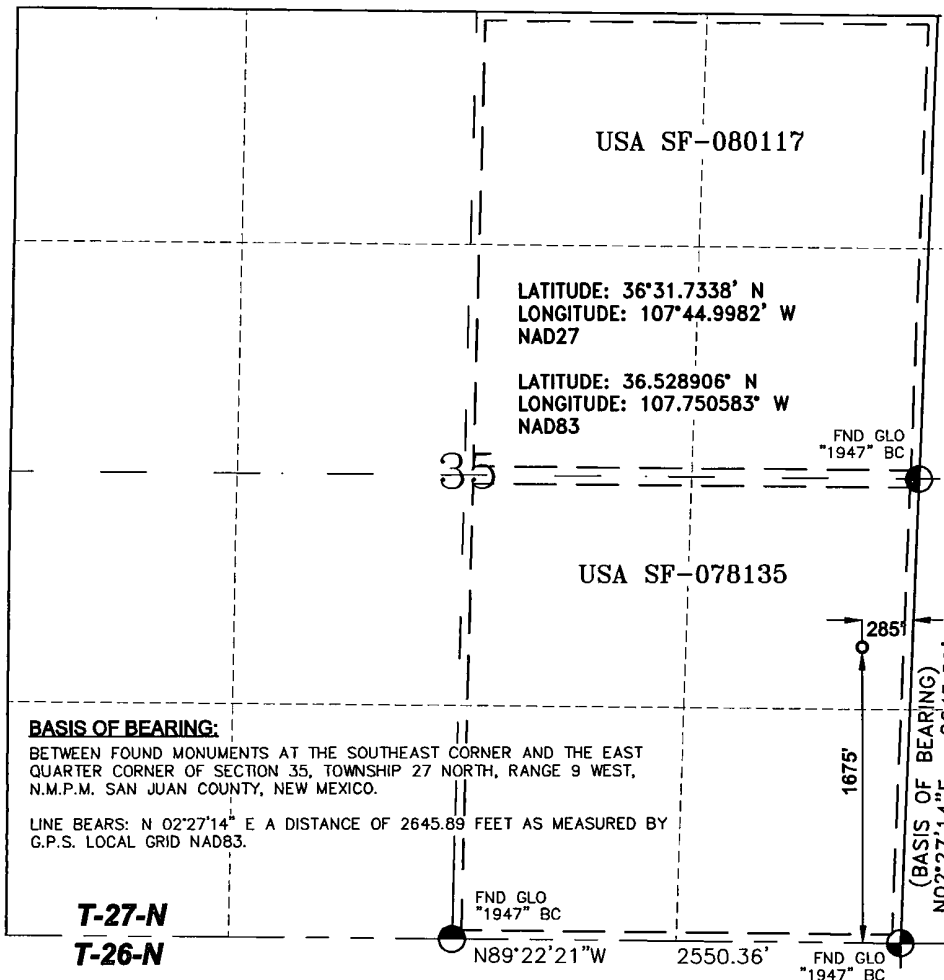 USA SF-080117
LATITUDE: 36°31.7338' N
LONGITUDE: 107°44.9982' W
NAD27
LATITUDE: 36.528906° N
LONGITUDE: 107.750583° W
NAD83
FND GLO
"1947" BC
35
USA SF-078135
285'
1675'
(BASIS OF BEARING)
N02°27'14"E
BASIS OF BEARING:
BETWEEN FOUND MONUMENTS AT THE SOUTHEAST CORNER AND THE EAST
QUARTER CORNER OF SECTION 35, TOWNSHIP 27 NORTH, RANGE 9 WEST,
N.M.P.M. SAN JUAN COUNTY, NEW MEXICO.
LINE BEARS: N 02°27'14" E A DISTANCE OF 2645.89 FEET AS MEASURED BY
G.P.S. LOCAL GRID NAD83.
T-27-N
T-26-N
FND GLO
"1947" BC
N89°22'21"W 2550.36'
FND GLO
"1947" BC